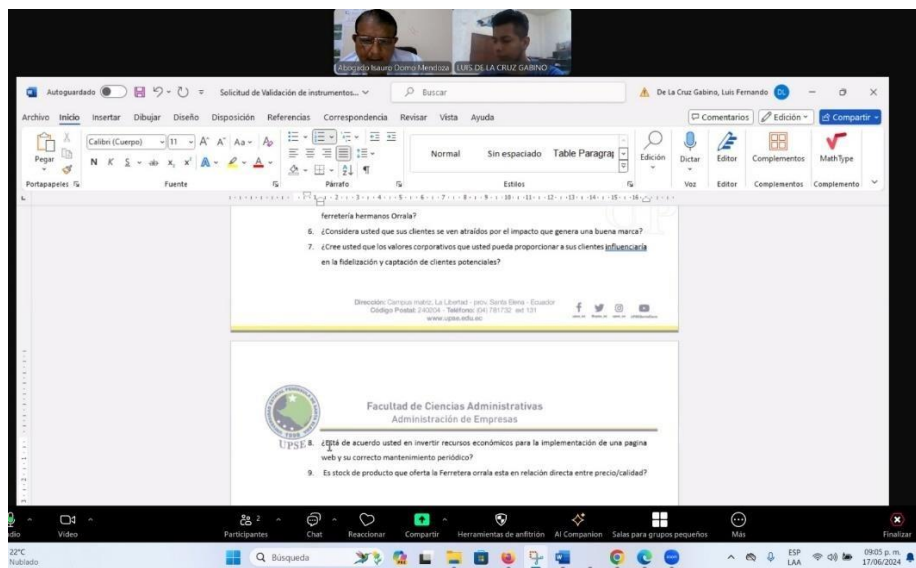 Abogado Isauro Domo Mendoza
LUIS DE LA CRUZ GABINO
Autoguardado
Solicitud de Validación de instrumentos...
Buscar
De La Cruz Gabino, Luis Fernando
DL
Archivo Inicio Insertar Dibujar Diseño Disposición Referencias Correspondencia Revisar Vista Ayuda
Comentarios Edición Compartir
Pegar
Calibri (Cuerpo) 11
Normal Sin espaciado Table Paragraj
Edición Dictar Editor Complementos MathType
Portapapeles Fuente Párrafo Estilos Voz Editor Complementos Complemento
ferretería hermanos Orrala?
6. ¿Considera usted que sus clientes se ven atraídos por el impacto que genera una buena marca?
7. ¿Cree usted que los valores corporativos que usted pueda proporcionar a sus clientes influenciaría
en la fidelización y captación de clientes potenciales?
Dirección: Campus matriz, La Libertad - prov. Santa Elena - Ecuador
Código Postal: 240204 - Teléfono: (04) 781732 ext 131
www.upse.edu.ec
Facultad de Ciencias Administrativas
Administración de Empresas
UPSE
8. ¿Está de acuerdo usted en invertir recursos económicos para la implementación de una pagina
web y su correcto mantenimiento periódico?
9. Es stock de producto que oferta la Ferretera orrala esta en relación directa entre precio/calidad?
dio Video Participantes 2 Chat Reaccionar Compartir Herramientas de anfitrión AI Companion Salas para grupos pequeños Más Finalizar
22°C
Nublado
Búsqueda
ESP
LAA
09:05 p. m.
17/06/2024